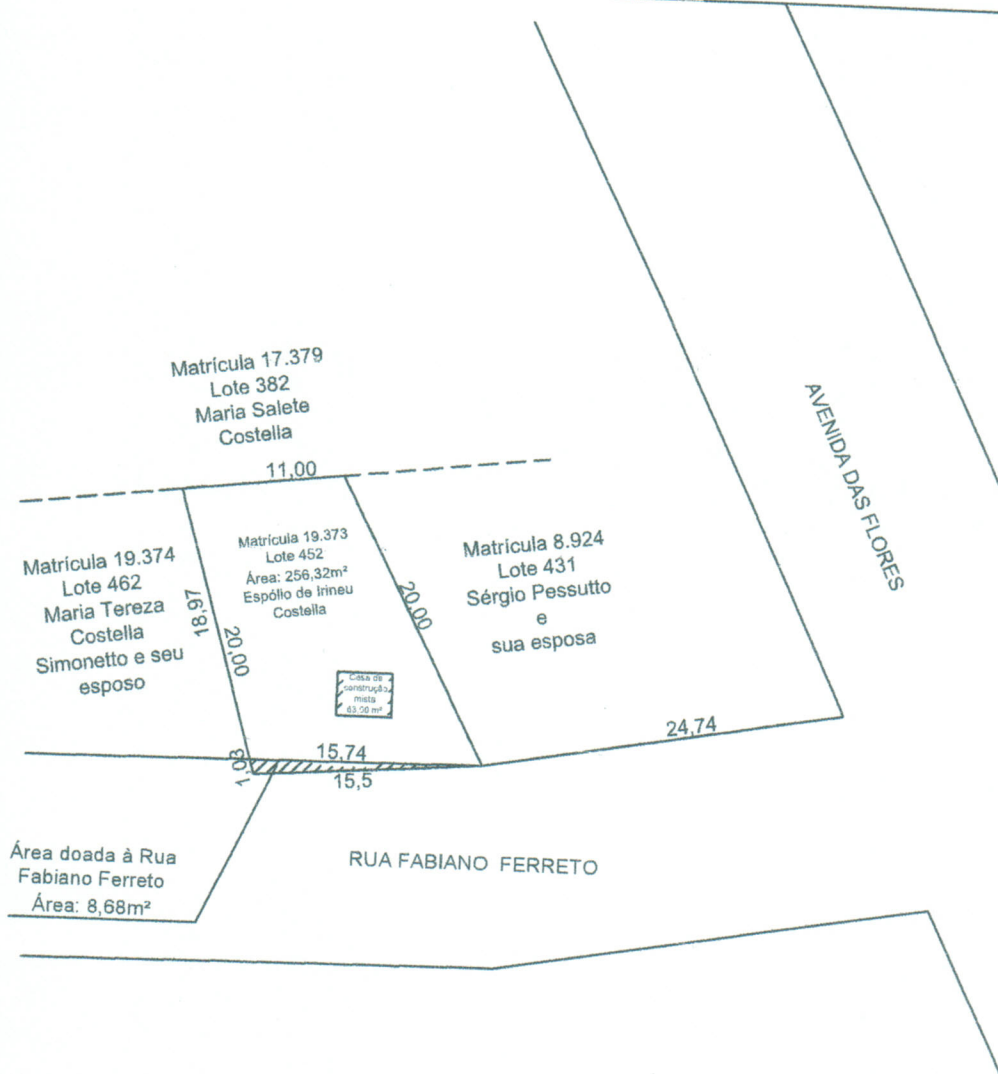 Matrícula 17.379
Lote 382
Maria Salete
Costella
11,00
AVENIDA DAS FLORES
Matrícula 19.374
Lote 462
Maria Tereza
Costella
Simonetto e seu
esposo
18,97
20,00
Matrícula 19.373
Lote 452
Área: 256,32m²
Espólio de Irineu
Costella
20,00
Matrícula 8.924
Lote 431
Sérgio Pessutto
e
sua esposa
Casa de
construção
mista
63,00 m²
24,74
15,74
1,03
15,5
Área doada à Rua
Fabiano Ferreto
Área: 8,68m²
RUA FABIANO FERRETO